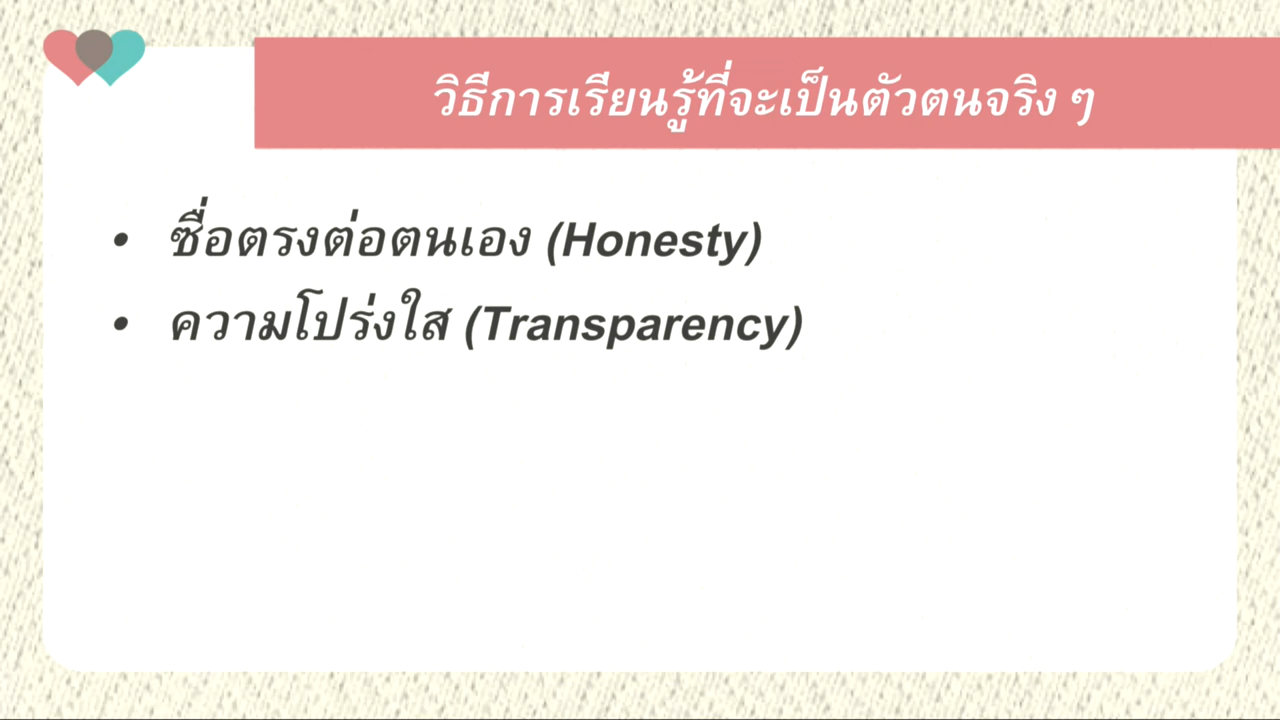 วิธีการเรียนรู้ที่จะเป็นตัวตนจริง ๆ
• ซื่อตรงต่อตนเอง (Honesty)
• ความโปร่งใส (Transparency)